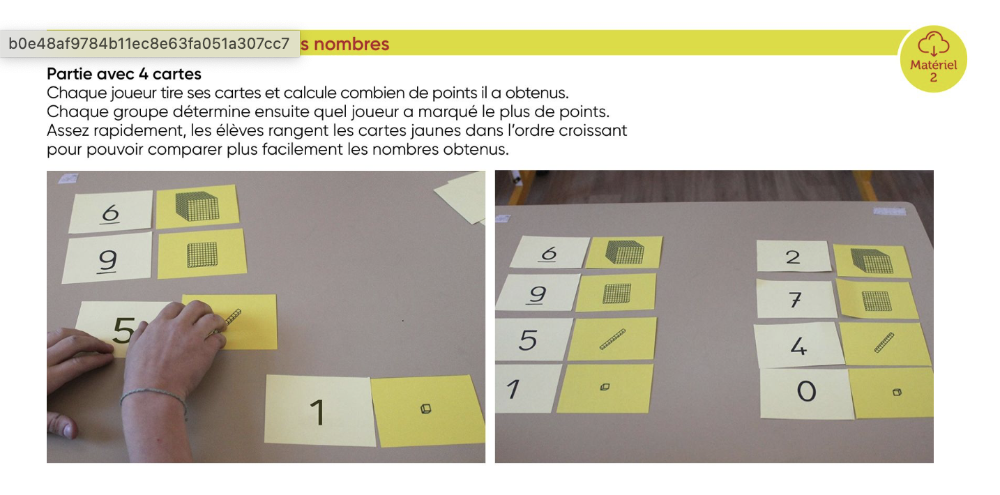 b0e48af9784b11ec8e63fa051a307cc7
s nombres
Matériel
2
Partie avec 4 cartes
Chaque joueur tire ses cartes et calcule combien de points il a obtenus.
Chaque groupe détermine ensuite quel joueur a marqué le plus de points.
Assez rapidement, les élèves rangent les cartes jaunes dans l’ordre croissant
pour pouvoir comparer plus facilement les nombres obtenus.
6
9
5
1
6
9
5
1
2
7
4
0